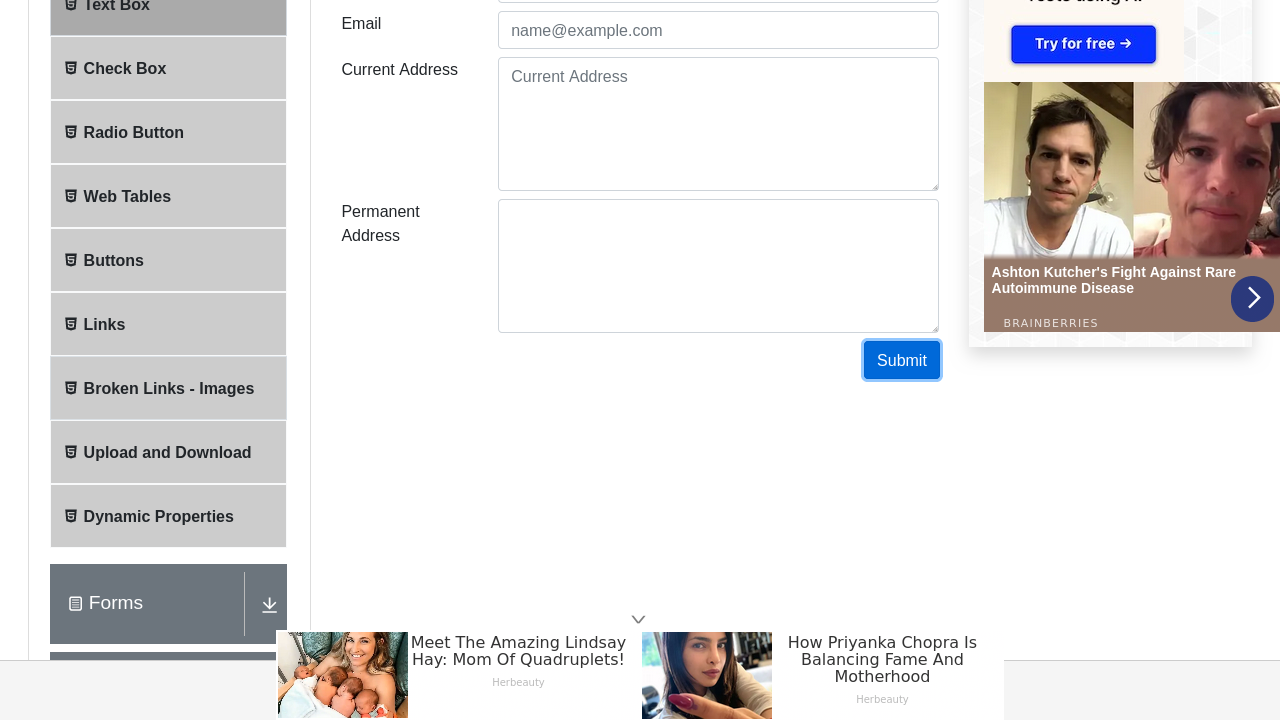 Text Box
Check Box
Radio Button
Web Tables
Buttons
Links
Broken Links - Images
Upload and Download
Dynamic Properties
Forms
Email
name@example.com
Current Address
Current Address
Permanent
Address
Submit
Try for free →
Ashton Kutcher's Fight Against Rare
Autoimmune Disease
BRAINBERRIES
Meet The Amazing Lindsay
Hay: Mom Of Quadruplets!
Herbeauty
How Priyanka Chopra Is
Balancing Fame And
Motherhood
Herbeauty